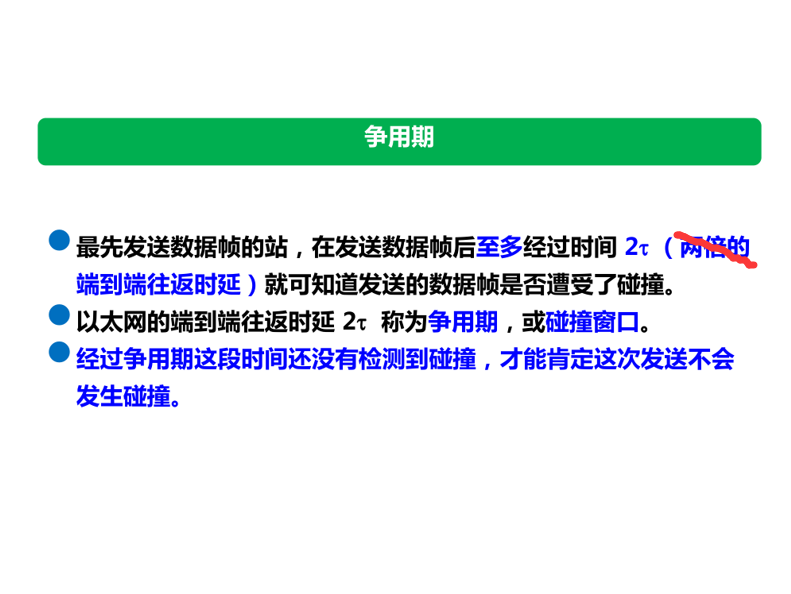 争用期
最先发送数据帧的站，在发送数据帧后至多经过时间 2τ （两倍的
端到端往返时延）就可知道发送的数据帧是否遭受了碰撞。
以太网的端到端往返时延 2τ 称为争用期，或碰撞窗口。
经过争用期这段时间还没有检测到碰撞，才能肯定这次发送不会
发生碰撞。